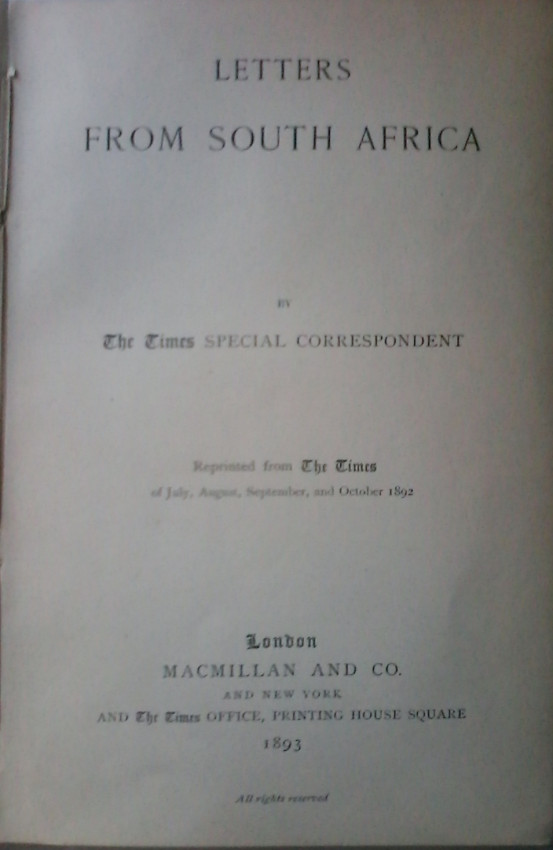 LETTERS
FROM SOUTH AFRICA
BY
The Times SPECIAL CORRESPONDENT
Reprinted from The Times
of July, August, September, and October 1892
London
MACMILLAN AND CO.
AND NEW YORK
AND The Times OFFICE, PRINTING HOUSE SQUARE
1893
All rights reserved